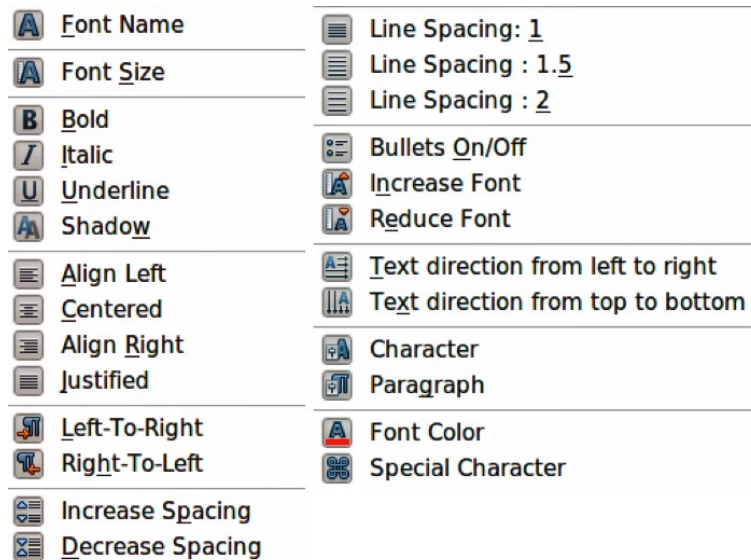 Font Name
Font Size
Bold
Italic
Underline
Shadow
Align Left
Centered
Align Right
Justified
Left-To-Right
Right-To-Left
Increase Spacing
Decrease Spacing
Line Spacing: 1
Line Spacing : 1.5
Line Spacing : 2
Bullets On/Off
Increase Font
Reduce Font
Text direction from left to right
Text direction from top to bottom
Character
Paragraph
Font Color
Special Character